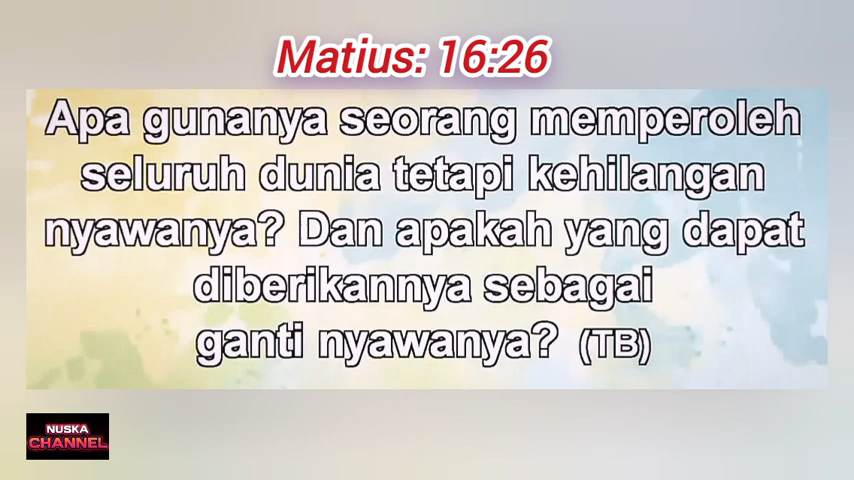 Matius: 16:26
Apa gunanya seorang memperoleh
seluruh dunia tetapi kehilangan
nyawanya? Dan apakah yang dapat
diberikannya sebagai
ganti nyawanya? (TB)
NUSKA
CHANNEL